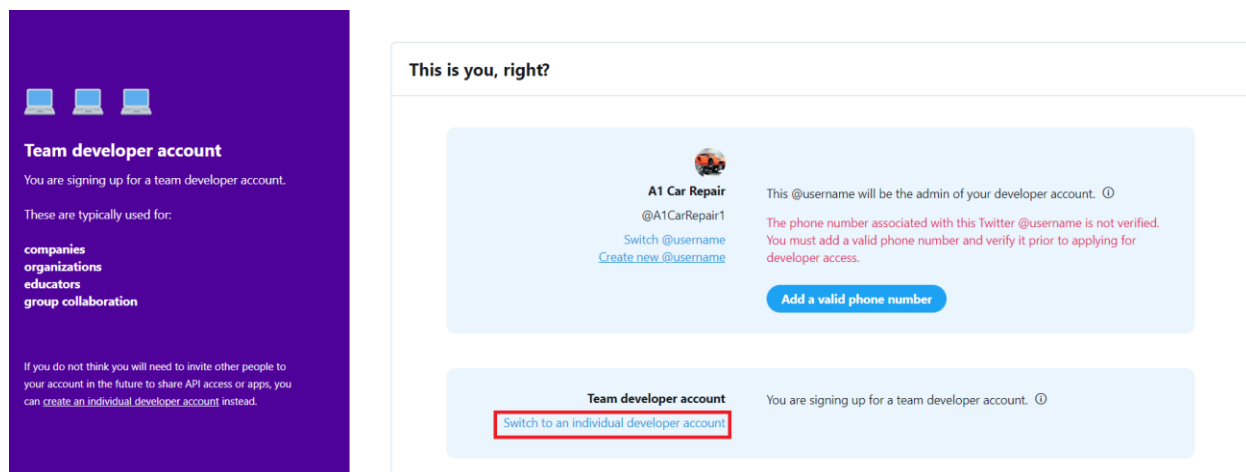 Team developer account
You are signing up for a team developer account.
These are typically used for:
companies
organizations
educators
group collaboration
If you do not think you will need to invite other people to
your account in the future to share API access or apps, you
can create an individual developer account instead.
This is you, right?
A1 Car Repair
@A1CarRepair1
Switch @username
Create new @username
This @username will be the admin of your developer account.
The phone number associated with this Twitter @username is not verified.
You must add a valid phone number and verify it prior to applying for
developer access.
Add a valid phone number
Team developer account
Switch to an individual developer account
You are signing up for a team developer account.